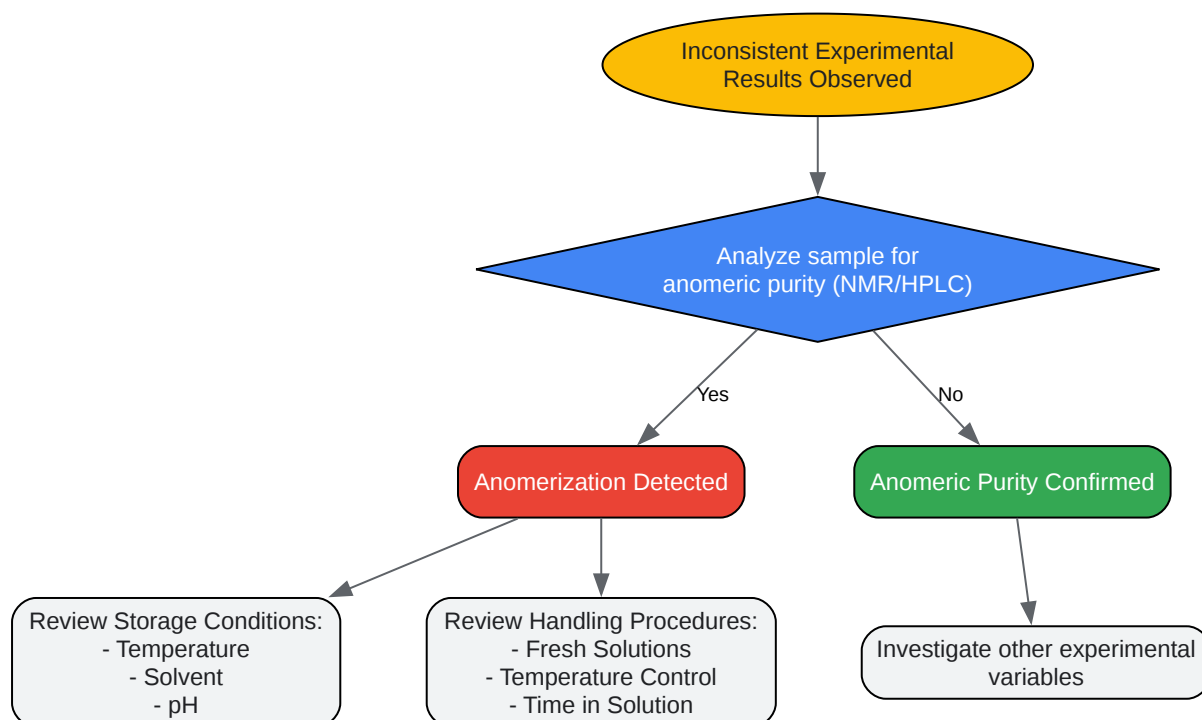 Inconsistent Experimental
Results Observed
Analyze sample for
anomeric purity (NMR/HPLC)
Yes
No
Anomerization Detected
Anomeric Purity Confirmed
Review Storage Conditions:
- Temperature
- Solvent
- pH
Review Handling Procedures:
- Fresh Solutions
- Temperature Control
- Time in Solution
Investigate other experimental
variables